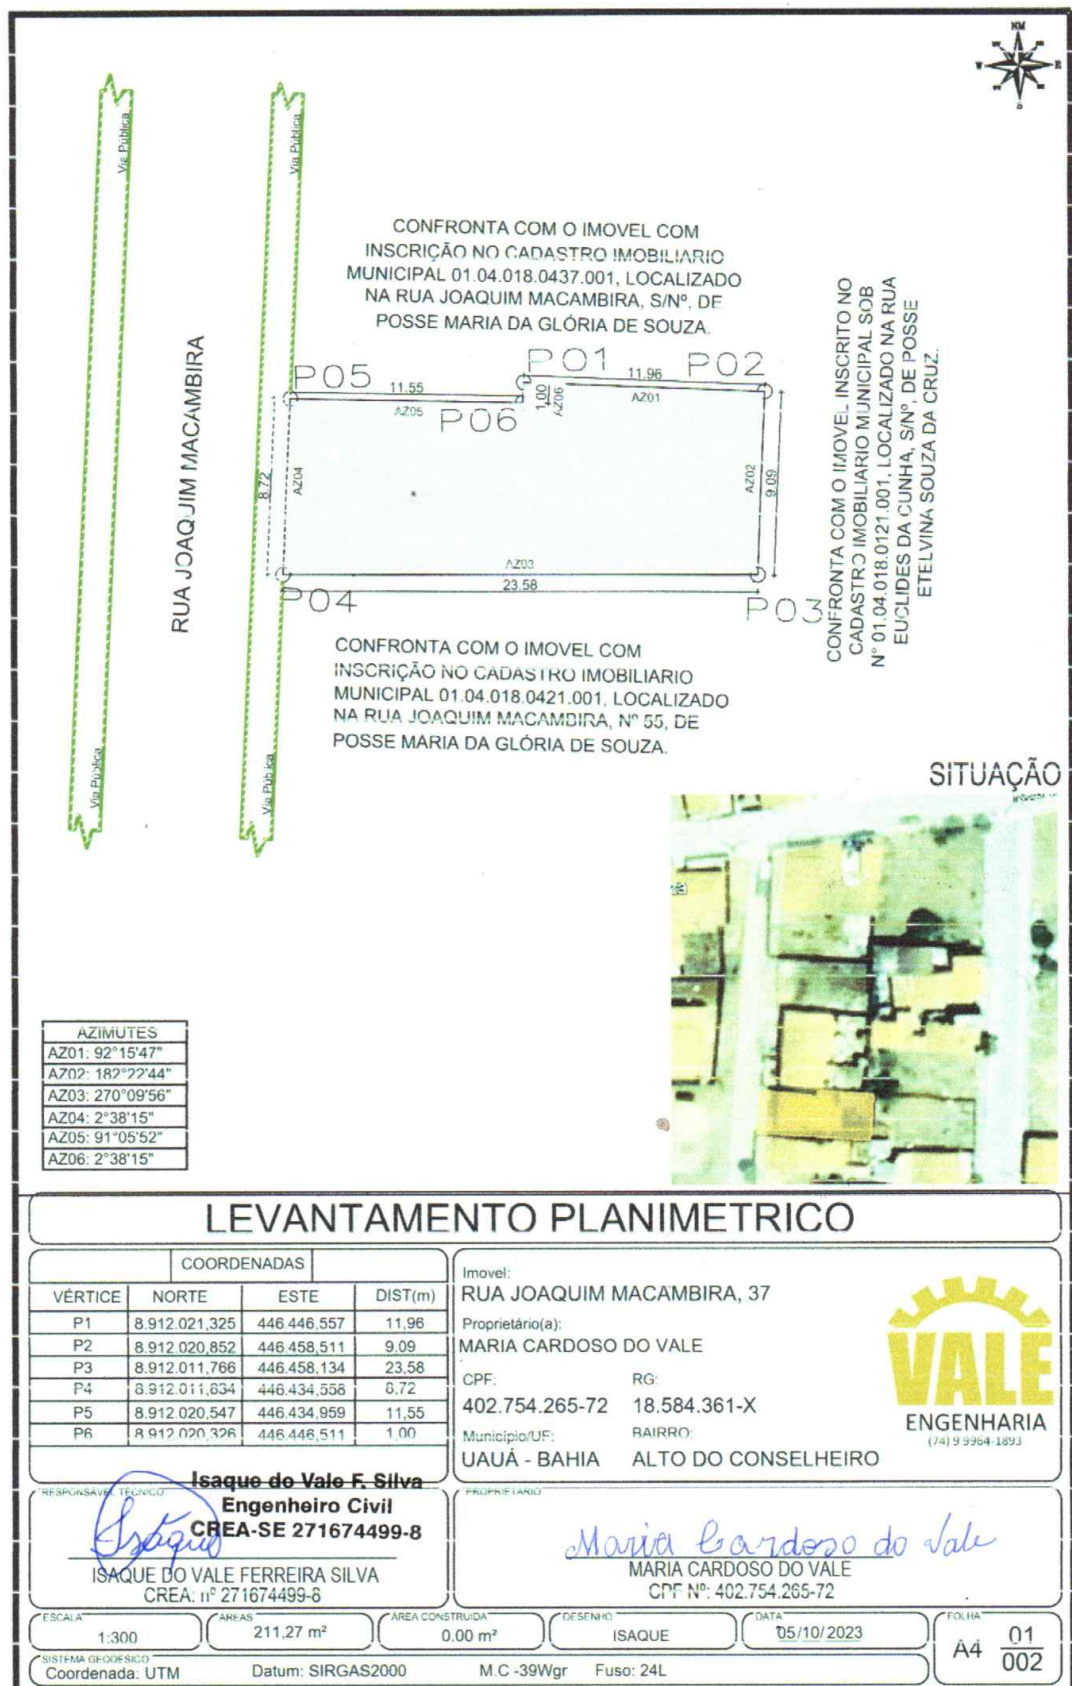 NM
W
E
S
Via Pública
Via Pública
CONFRONTA COM O IMOVEL COM
INSCRIÇÃO NO CADASTRO IMOBILIARIO
MUNICIPAL 01.04.018.0437.001, LOCALIZADO
NA RUA JOAQUIM MACAMBIRA, S/Nº, DE
POSSE MARIA DA GLÓRIA DE SOUZA.
CONFRONTA COM O IMOVEL INSCRITO NO
CADASTRO IMOBILIARIO MUNICIPAL SOB
N° 01.04.018.0121.001, LOCALIZADO NA RUA
EUCLIDES DA CUNHA, S/Nº, DE POSSE
ETELVINA SOUZA DA CRUZ.
RUA JOAQUIM MACAMBIRA
P05
11.55
AZ05
P06
P01
1.00
AZ06
11.96
AZ01
P02
8.72
AZ04
AZ02
9.09
AZ03
23.58
P04
P03
CONFRONTA COM O IMOVEL COM
INSCRIÇÃO NO CADASTRO IMOBILIARIO
MUNICIPAL 01.04.018.0421.001, LOCALIZADO
NA RUA JOAQUIM MACAMBIRA, Nº 55, DE
POSSE MARIA DA GLÓRIA DE SOUZA.
Via Pública
Via Pública
SITUAÇÃO
AZIMUTES
AZ01: 92°15'47"
AZ02: 182°22'44"
AZ03: 270°09'56"
AZ04: 2°38'15"
AZ05: 91°05'52"
AZ06: 2°38'15"
LEVANTAMENTO PLANIMETRICO
COORDENADAS
VÉRTICE NORTE ESTE DIST(m)
P1 8.912.021,325 446.446,557 11,96
P2 8.912.020,852 446.458,511 9.09
P3 8.912.011,766 446.458,134 23.58
P4 8.912.011,834 446.434,558 8,72
P5 8.912.020,547 446.434,959 11,55
P6 8.912.020,326 446.446,511 1,00
Imovel:
RUA JOAQUIM MACAMBIRA, 37
Proprietário(a):
MARIA CARDOSO DO VALE
CPF: RG:
402.754.265-72 18.584.361-X
Município/UF: BAIRRO:
UAUÁ - BAHIA ALTO DO CONSELHEIRO
VALE
ENGENHARIA
(74) 9 9964-1893
RESPONSÁVEL TÉCNICO
Isaque do Vale F. Silva
Engenheiro Civil
CREA-SE 271674499-8
Isaque
ISAQUE DO VALE FERREIRA SILVA
CREA: nº 271674499-8
PROPRIETÁRIO
Maria Cardoso do Vale
MARIA CARDOSO DO VALE
CPF Nº: 402.754.265-72
ESCALA
1:300
ÁREAS
211,27 m²
ÁREA CONSTRUIDA
0.00 m²
DESENHO
ISAQUE
DATA
05/10/2023
FOLHA
A4 01
002
SISTEMA GEODÉSICO
Coordenada: UTM Datum: SIRGAS2000 M.C -39Wgr Fuso: 24L